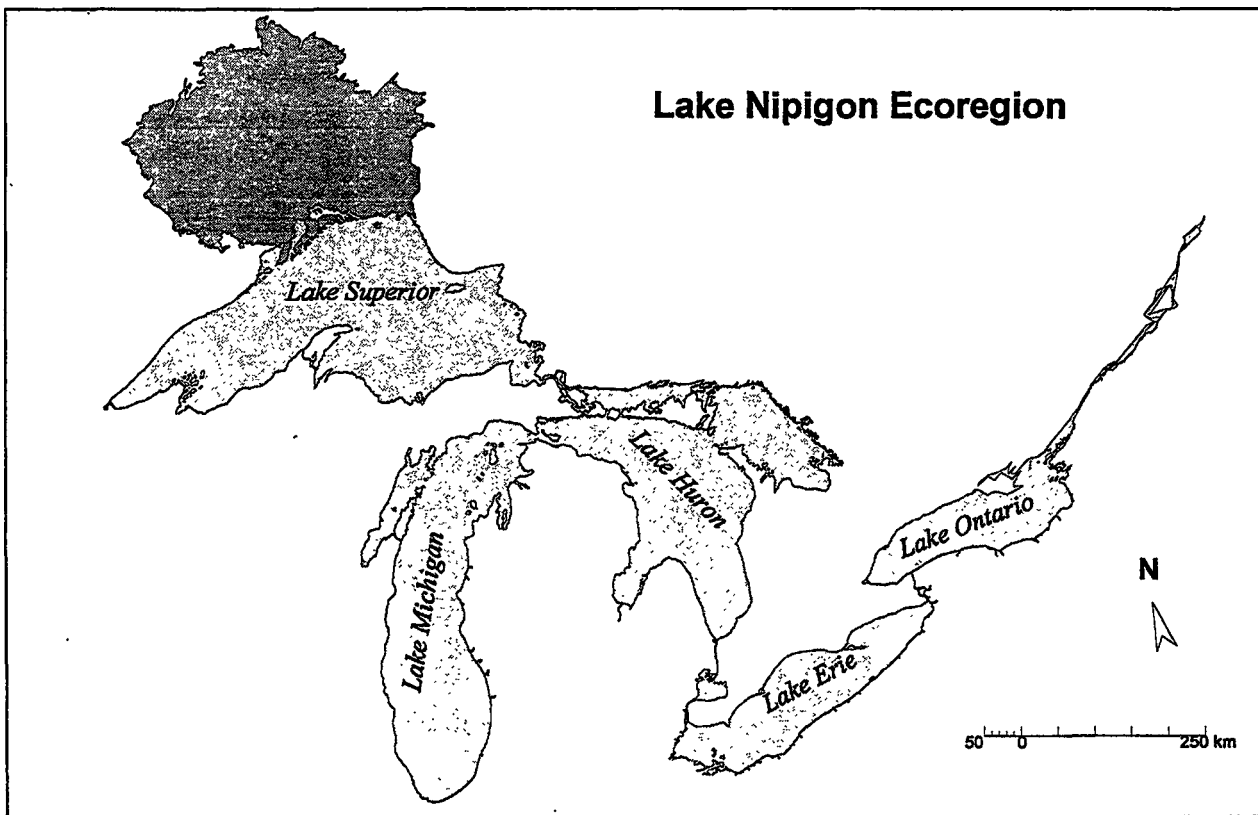 Lake Nipigon Ecoregion
Lake Superior
Lake Huron
Lake Michigan
Lake Ontario
N
Lake Erie
50 0 250 km